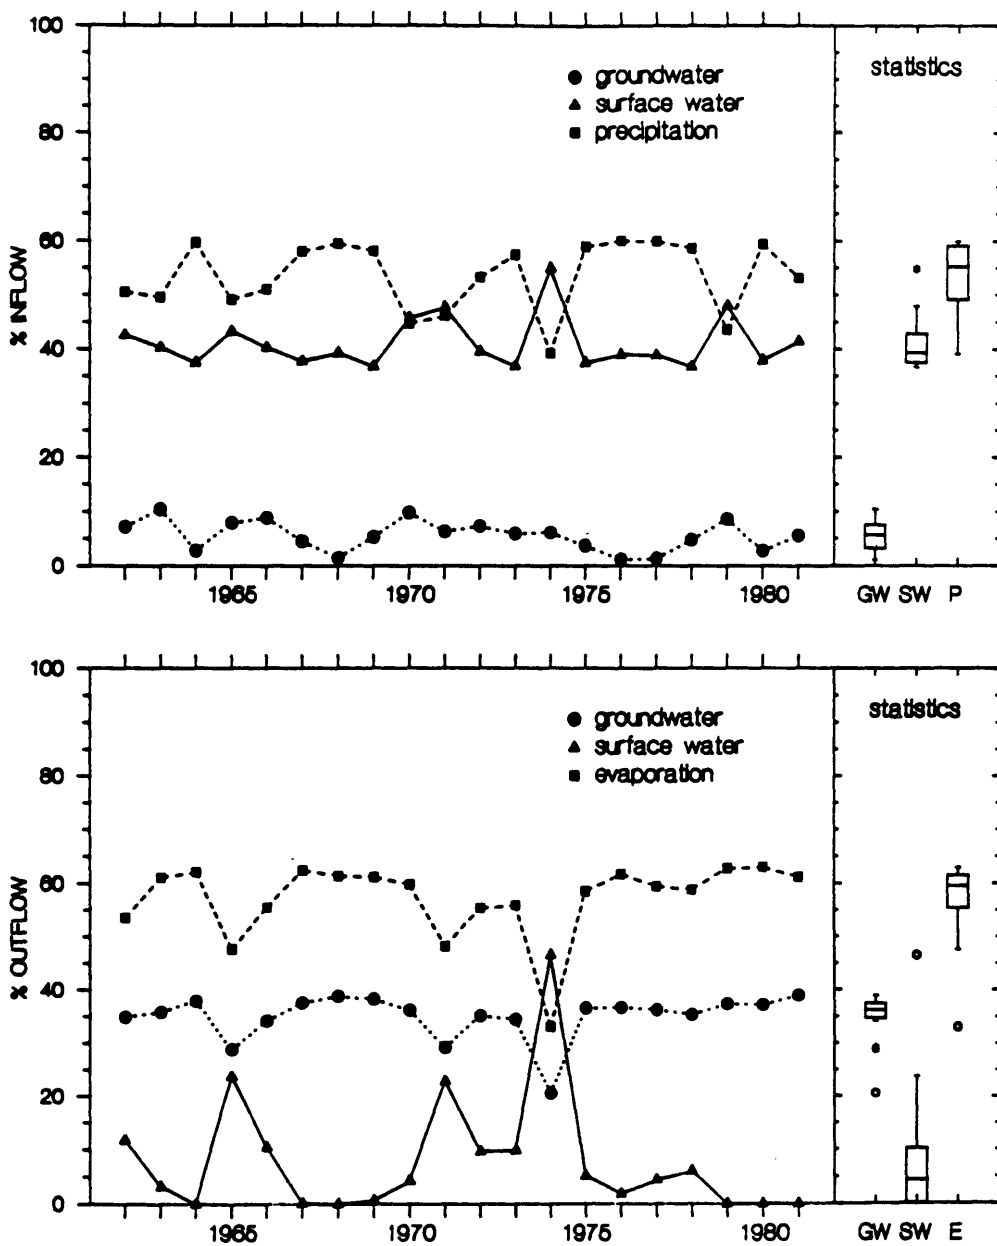 100
80
60
40
20
0
% INFLOW
groundwater
surface water
precipitation
statistics
1965 1970 1975 1980
GW SW P
100
80
60
40
20
0
% OUTFLOW
groundwater
surface water
evaporation
statistics
1965 1970 1975 1980
GW SW E